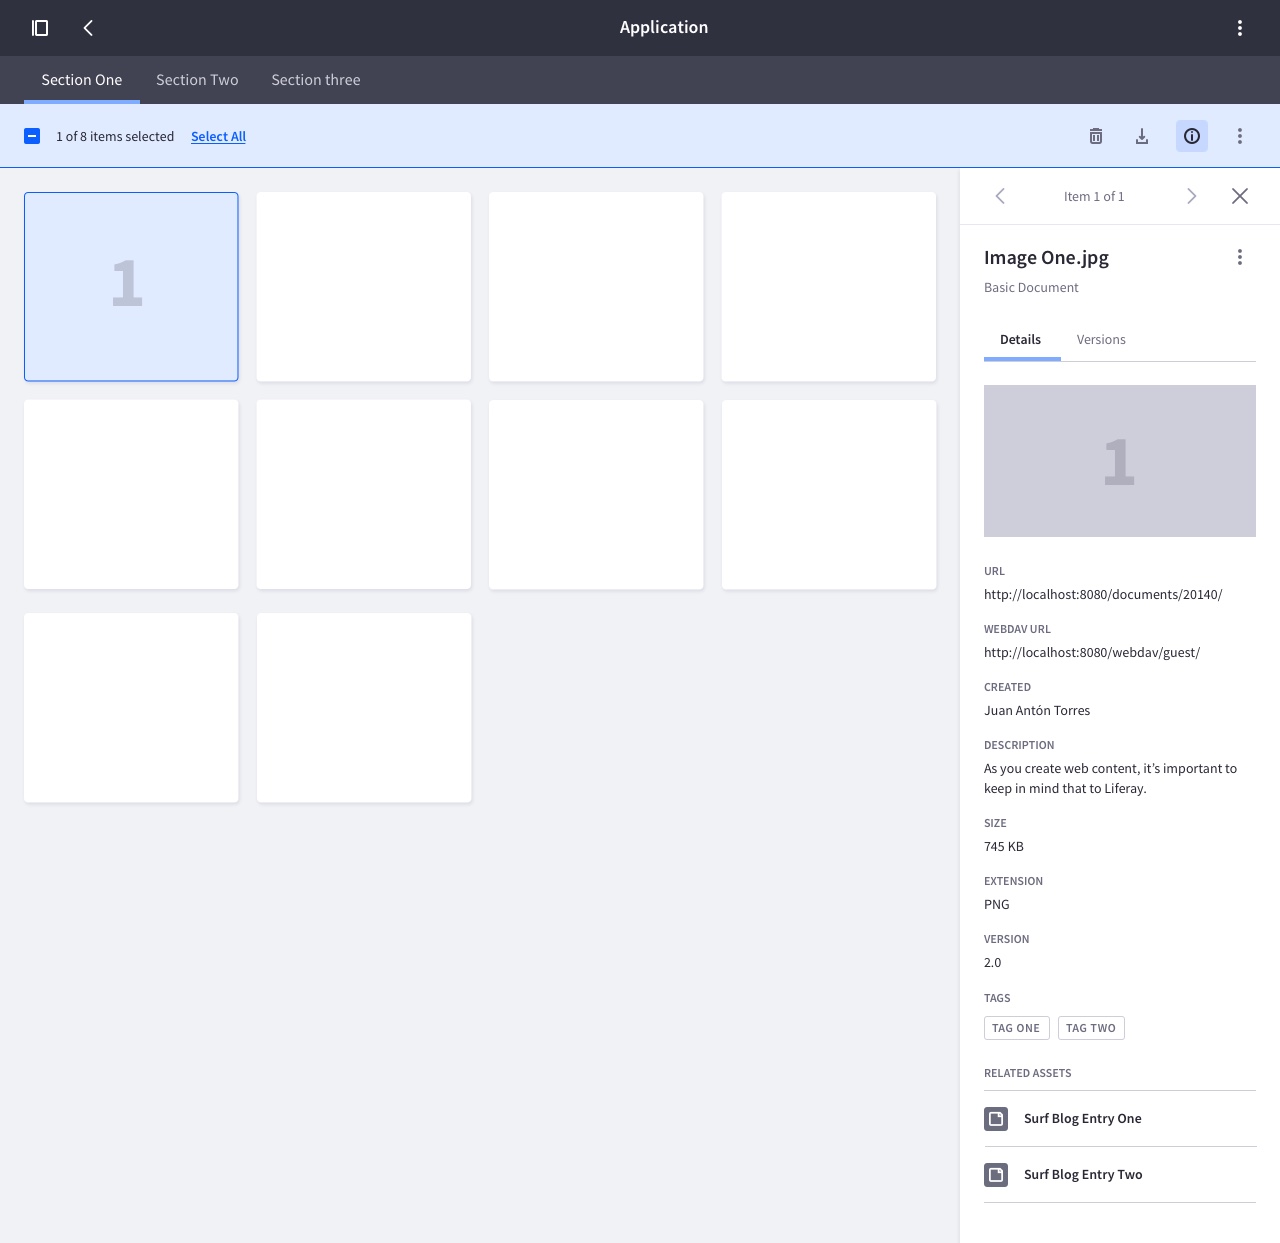 Application
Section One
Section Two
Section three
1 of 8 items selected
Select All
Item 1 of 1
1
Image One.jpg
Basic Document
Details
Versions
1
URL
http://localhost:8080/documents/20140/
WEBDAV URL
http://localhost:8080/webdav/guest/
CREATED
Juan Antón Torres
DESCRIPTION
As you create web content, it’s important to
keep in mind that to Liferay.
SIZE
745 KB
EXTENSION
PNG
VERSION
2.0
TAGS
TAG ONE
TAG TWO
RELATED ASSETS
Surf Blog Entry One
Surf Blog Entry Two